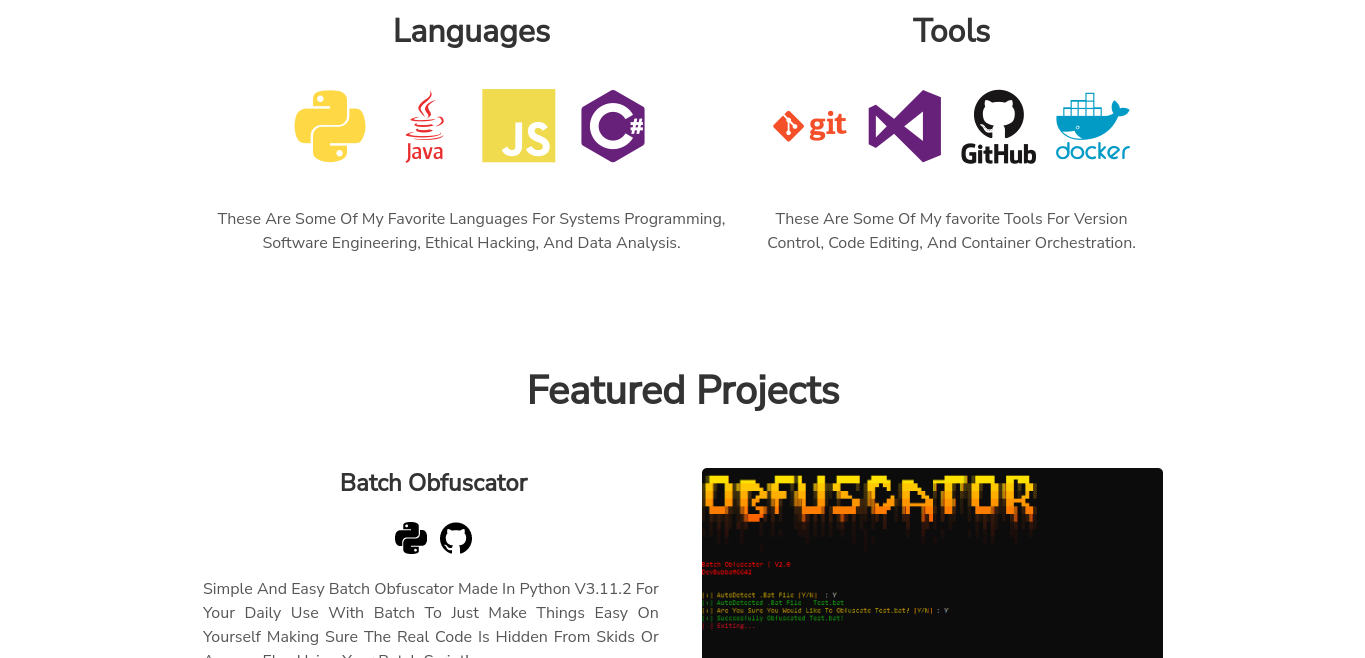 Languages
Tools
Java
JS
C#
git
GitHub
docker
These Are Some Of My Favorite Languages For Systems Programming,
Software Engineering, Ethical Hacking, And Data Analysis.
These Are Some Of My favorite Tools For Version
Control, Code Editing, And Container Orchestration.
Featured Projects
Batch Obfuscator
Simple And Easy Batch Obfuscator Made In Python V3.11.2 For
Your Daily Use With Batch To Just Make Things Easy On
Yourself Making Sure The Real Code Is Hidden From Skids Or
OBFUSCATOR
Batch Obfuscator | V2.0
AutoDetect .Bat File [Y/N] : Y
AutoDetected .Bat File Test.bat
Are You Sure You Would Like To Obfuscate Test.bat? [Y/N] : Y
Successfully Obfuscated Test.bat!
Exiting...